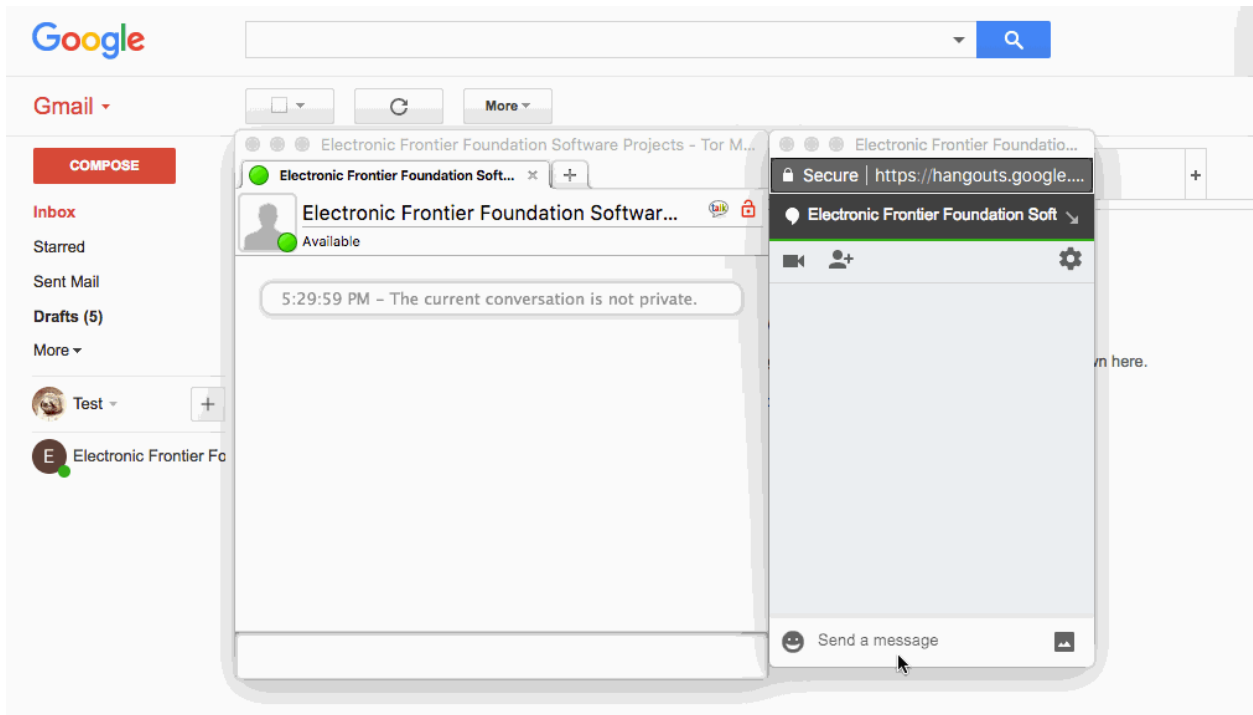 Google
Gmail
More
COMPOSE
Inbox
Starred
Sent Mail
Drafts (5)
More
Test
E
Electronic Frontier Fo
Electronic Frontier Foundation Software Projects - Tor M...
Electronic Frontier Foundation Soft...
Electronic Frontier Foundation Softwar...
talk
Available
5:29:59 PM – The current conversation is not private.
Electronic Frontier Foundatio...
Secure | https://hangouts.google....
Electronic Frontier Foundation Soft
Send a message
wn here.